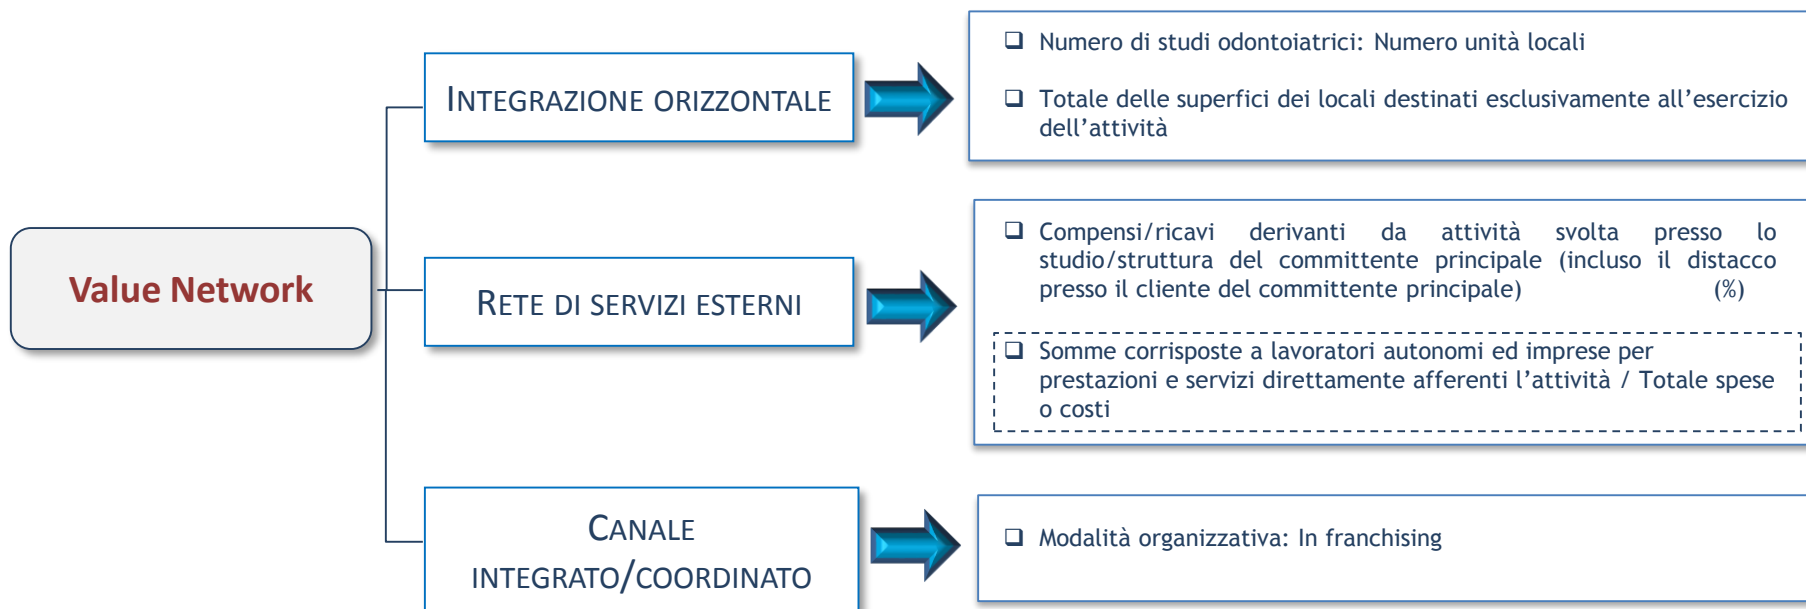 Value Network
INTEGRAZIONE ORIZZONTALE
❑ Numero di studi odontoiatrici: Numero unità locali
❑ Totale delle superfici dei locali destinati esclusivamente all’esercizio
dell’attività
RETE DI SERVIZI ESTERNI
❑ Compensi/ricavi derivanti da attività svolta presso lo
studio/struttura del committente principale (incluso il distacco
presso il cliente del committente principale) (%)
❑ Somme corrisposte a lavoratori autonomi ed imprese per
prestazioni e servizi direttamente afferenti l’attività / Totale spese
o costi
CANALE
INTEGRATO/COORDINATO
❑ Modalità organizzativa: In franchising